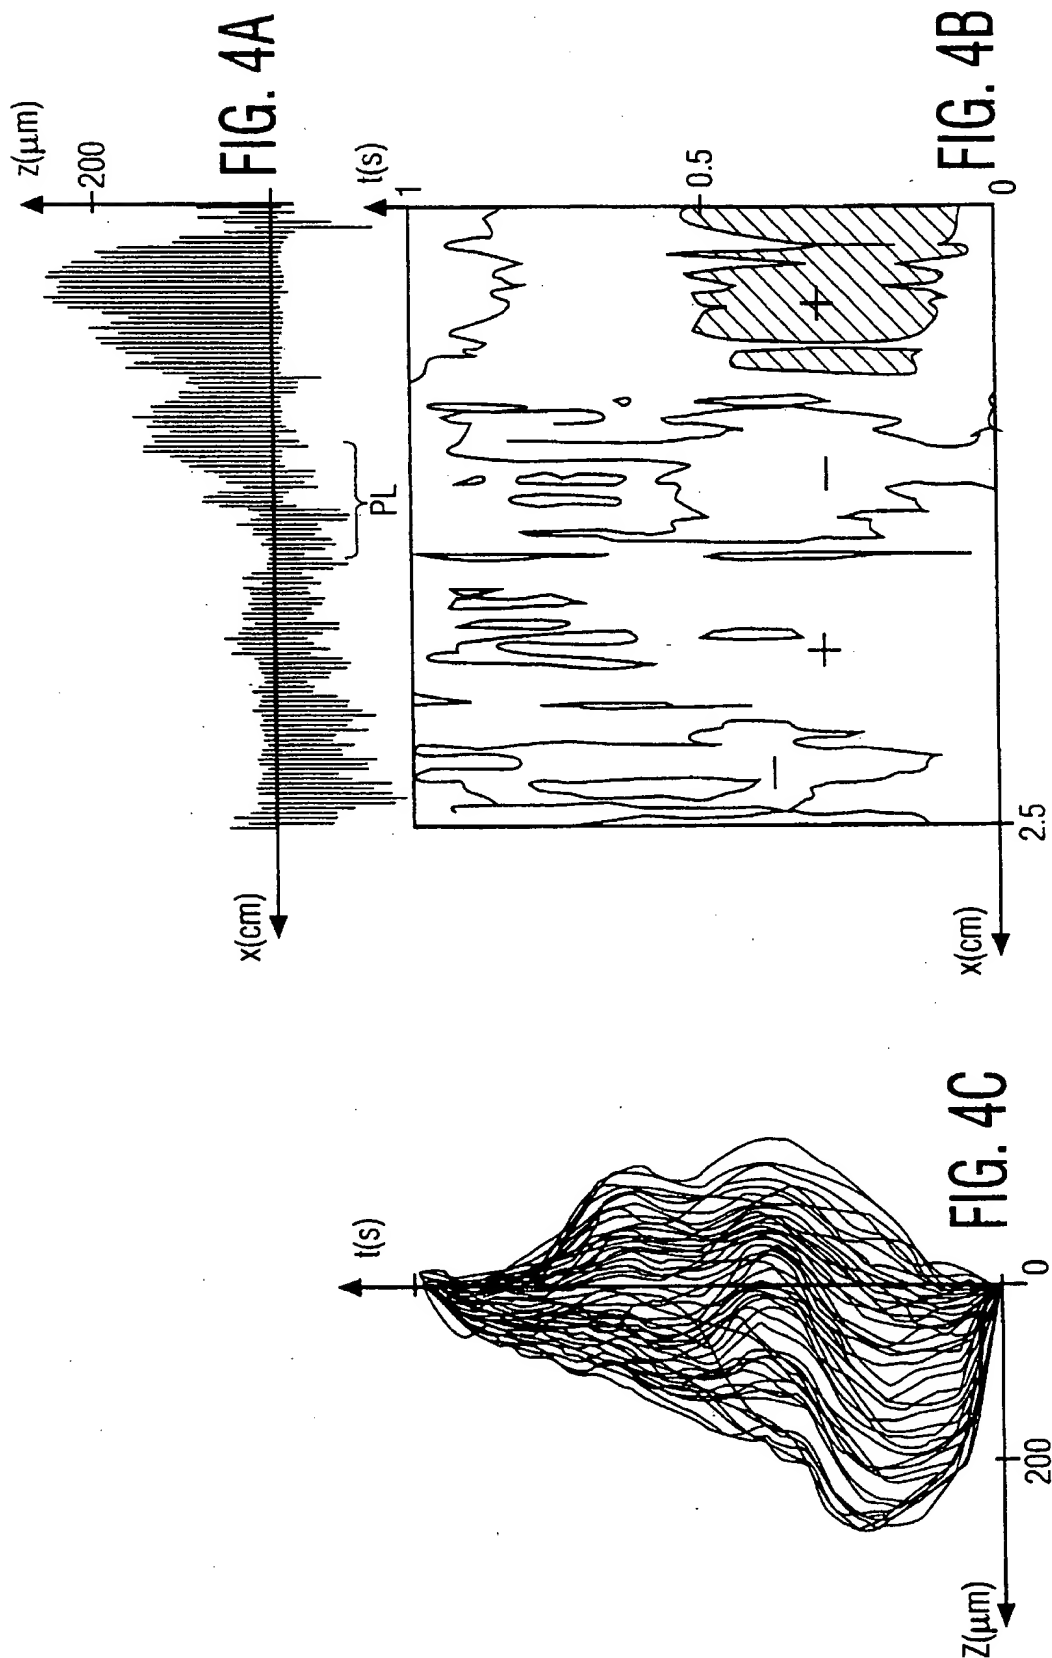 z(μm)
200
FIG. 4A
x(cm)
PL
t(s)
1
0.5
0
FIG. 4B
+
−
+
−
2.5
x(cm)
t(s)
FIG. 4C
0
200
z(μm)